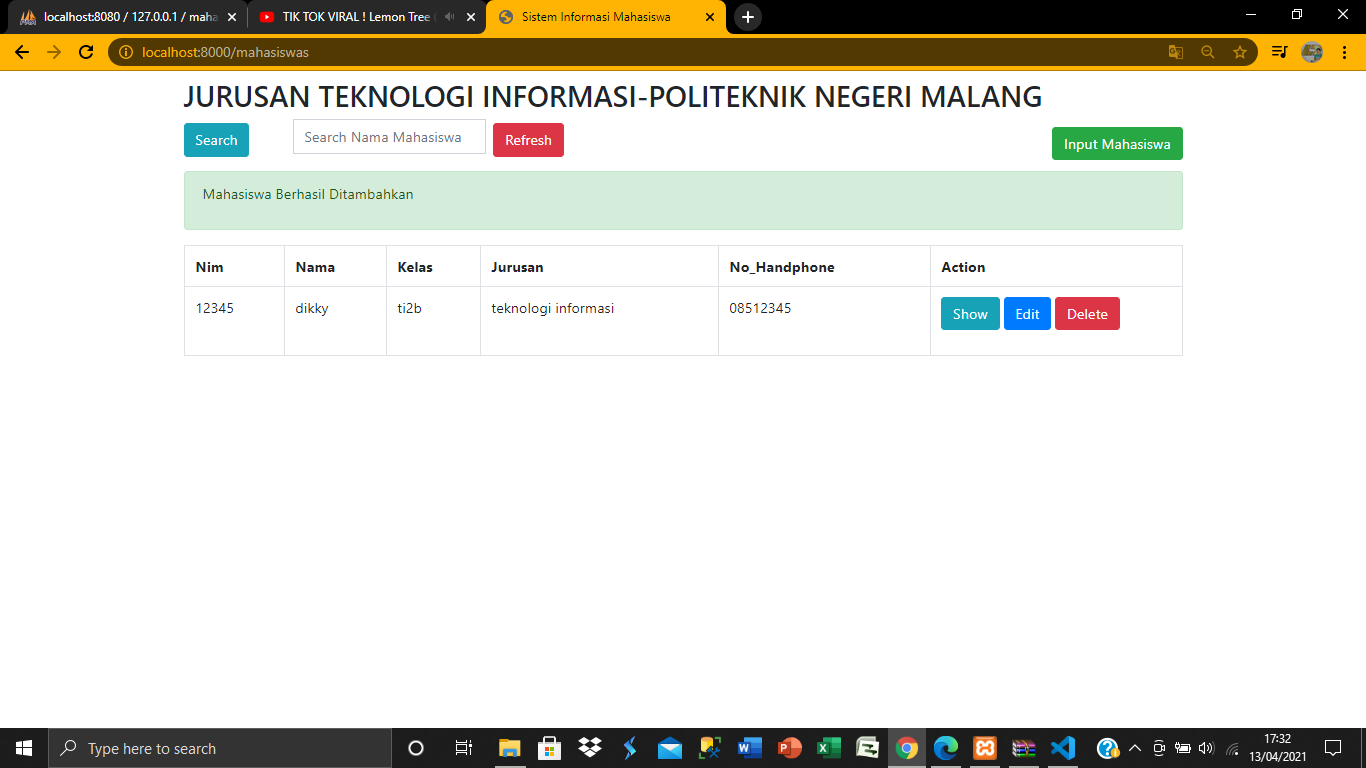 localhost:8080 / 127.0.0.1 / maha
TIK TOK VIRAL ! Lemon Tree
Sistem Informasi Mahasiswa
localhost:8000/mahasiswas
JURUSAN TEKNOLOGI INFORMASI-POLITEKNIK NEGERI MALANG
Search
Search Nama Mahasiswa
Refresh
Input Mahasiswa
Mahasiswa Berhasil Ditambahkan
Nim Nama Kelas Jurusan No_Handphone Action
12345 dikky ti2b teknologi informasi 08512345 Show Edit Delete
Type here to search
17:32
13/04/2021